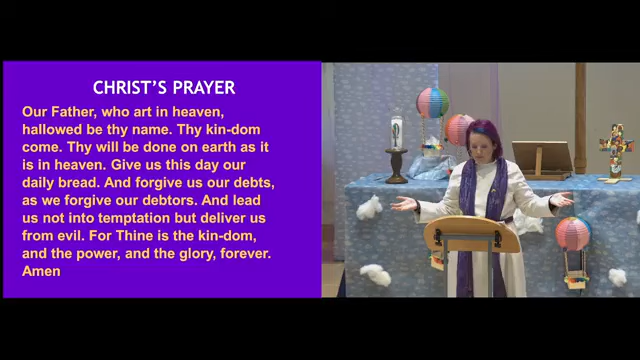 CHRIST'S PRAYER
Our Father, who art in heaven,
hallowed be thy name. Thy kin-dom
come. Thy will be done on earth as it
is in heaven. Give us this day our
daily bread. And forgive us our debts,
as we forgive our debtors. And lead
us not into temptation but deliver us
from evil. For Thine is the kin-dom,
and the power, and the glory, forever.
Amen